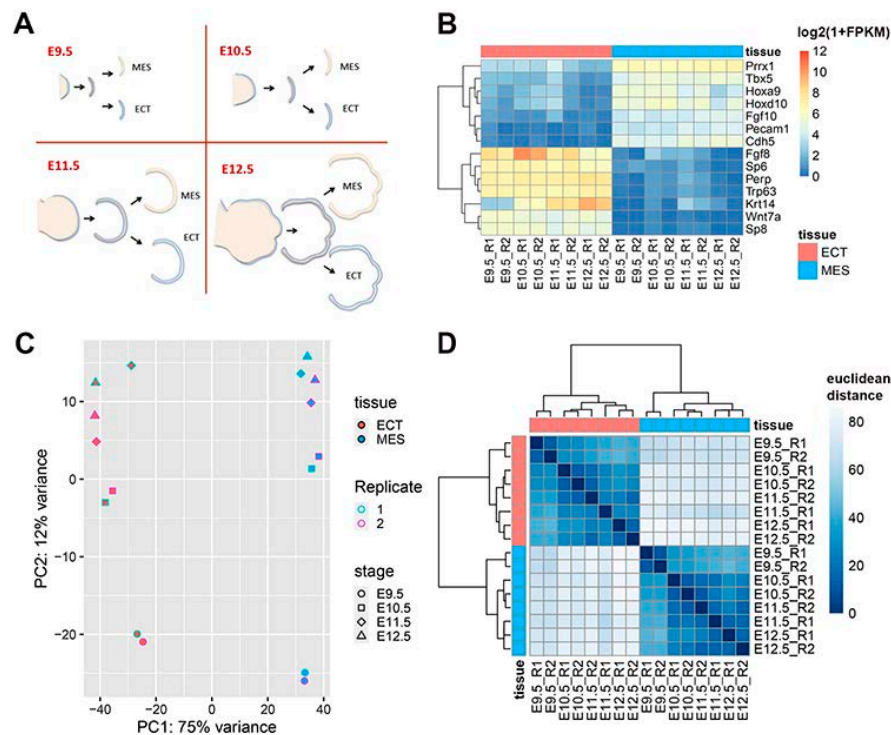 A
E9.5
MES
ECT
E10.5
MES
ECT
E11.5
MES
ECT
E12.5
MES
ECT
B
log2(1+FPKM)
tissue
12
10
8
6
4
2
0
Prrx1
Tbx5
Hoxa9
Hoxd10
Fgf10
Pecam1
Cdh5
Fgf8
Sp6
Perp
Trp63
Krt14
Wnt7a
Sp8
E9.5_R1
E9.5_R2
E10.5_R1
E10.5_R2
E11.5_R1
E11.5_R2
E12.5_R1
E12.5_R2
E9.5_R1
E9.5_R2
E10.5_R1
E10.5_R2
E11.5_R1
E11.5_R2
E12.5_R1
E12.5_R2
tissue
ECT
MES
C
PC2: 12% variance
10
0
−10
−20
−40
−20
0
20
40
PC1: 75% variance
tissue
ECT
MES
Replicate
1
2
stage
E9.5
E10.5
E11.5
E12.5
D
euclidean
distance
80
60
40
20
0
tissue
E9.5_R1
E9.5_R2
E10.5_R1
E10.5_R2
E11.5_R2
E11.5_R1
E12.5_R1
E12.5_R2
E9.5_R1
E9.5_R2
E10.5_R1
E10.5_R2
E11.5_R2
E11.5_R1
E12.5_R1
E12.5_R2
tissue
E9.5_R1
E9.5_R2
E10.5_R1
E10.5_R2
E11.5_R2
E11.5_R1
E12.5_R1
E12.5_R2
E9.5_R1
E9.5_R2
E10.5_R1
E10.5_R2
E11.5_R2
E11.5_R1
E12.5_R1
E12.5_R2